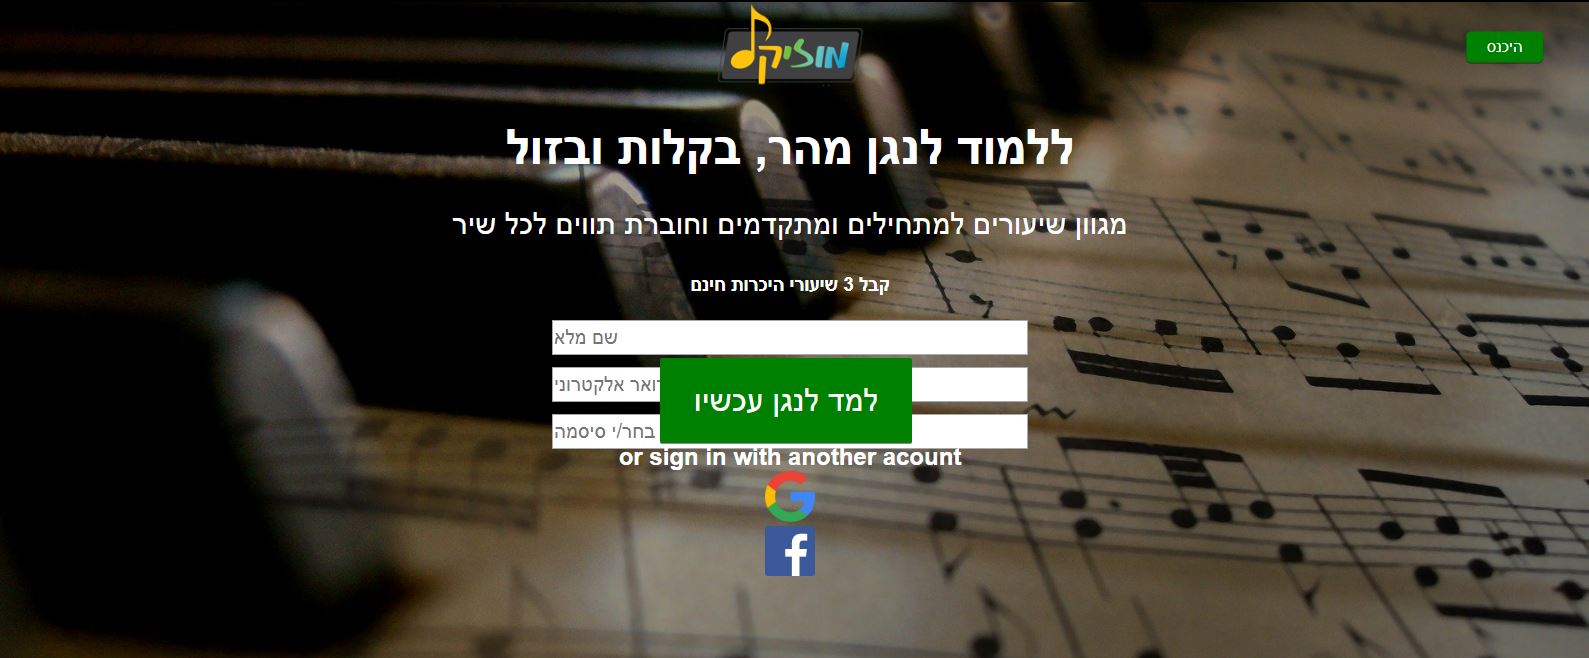 מוזיקל
היכנס
ללמוד לנגן מהר, בקלות ובזול
מגוון שיעורים למתחילים ומתקדמים וחוברת תווים לכל שיר
קבל 3 שיעורי היכרות חינם
שם מלא
דואר אלקטרוני
למד לנגן עכשיו
בחר/י סיסמה
or sign in with another acount